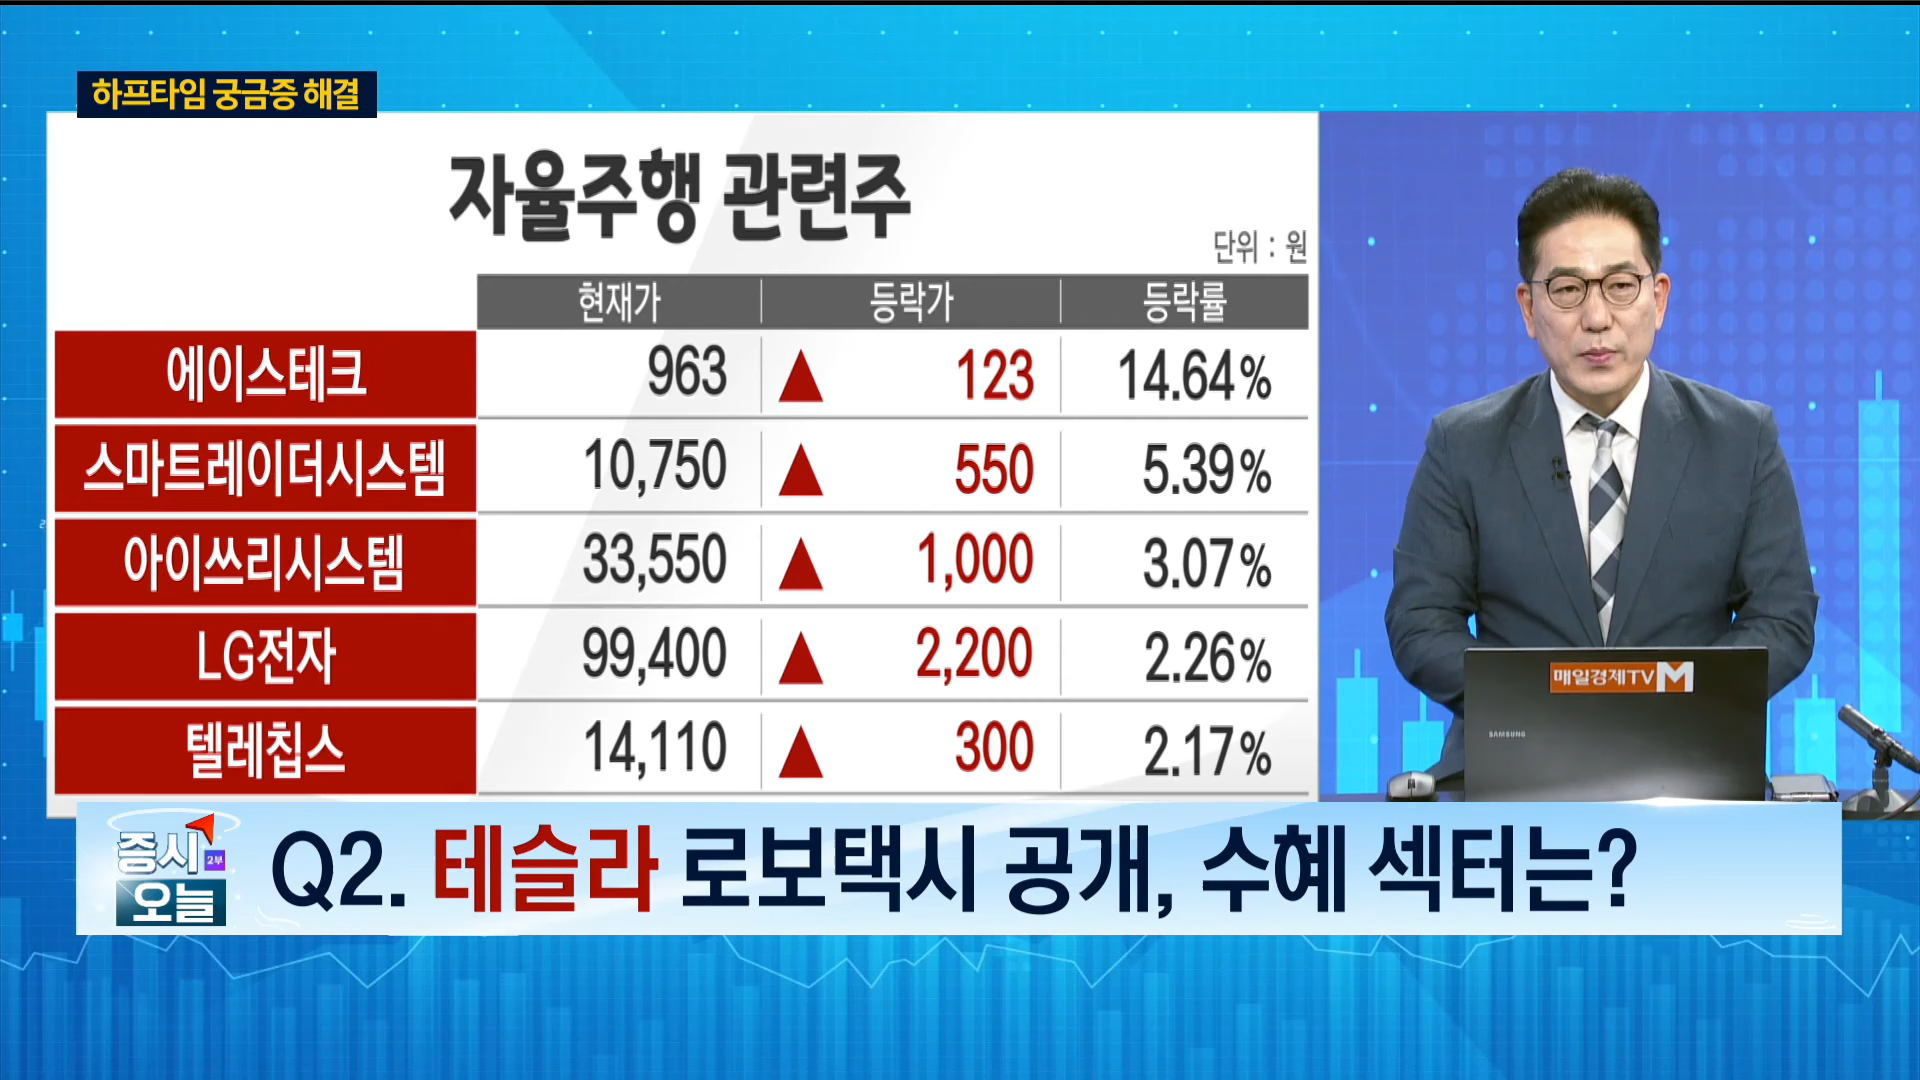 하프타임 궁금증 해결
자율주행 관련주
단위 : 원
현재가 등락가 등락률
에이스테크 963 ▲ 123 14.64%
스마트레이더시스템 10,750 ▲ 550 5.39%
아이쓰리시스템 33,550 ▲ 1,000 3.07%
LG전자 99,400 ▲ 2,200 2.26%
텔레칩스 14,110 ▲ 300 2.17%
매일경제TV M
SAMSUNG
증시 2부
오늘
Q2. 테슬라 로보택시 공개, 수혜 섹터는?